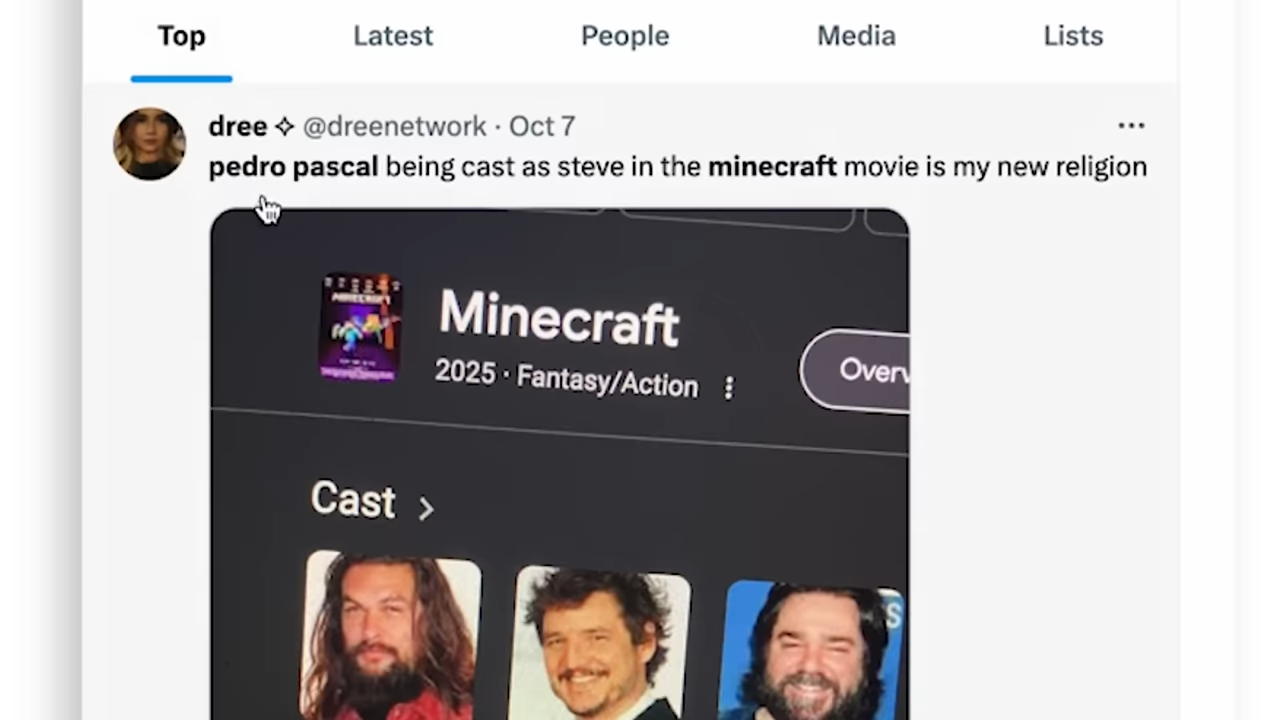 Top Latest People Media Lists
dree ✧ @dreenetwork · Oct 7
pedro pascal being cast as steve in the minecraft movie is my new religion
MINECRAFT
Minecraft
2025 · Fantasy/Action
Cast